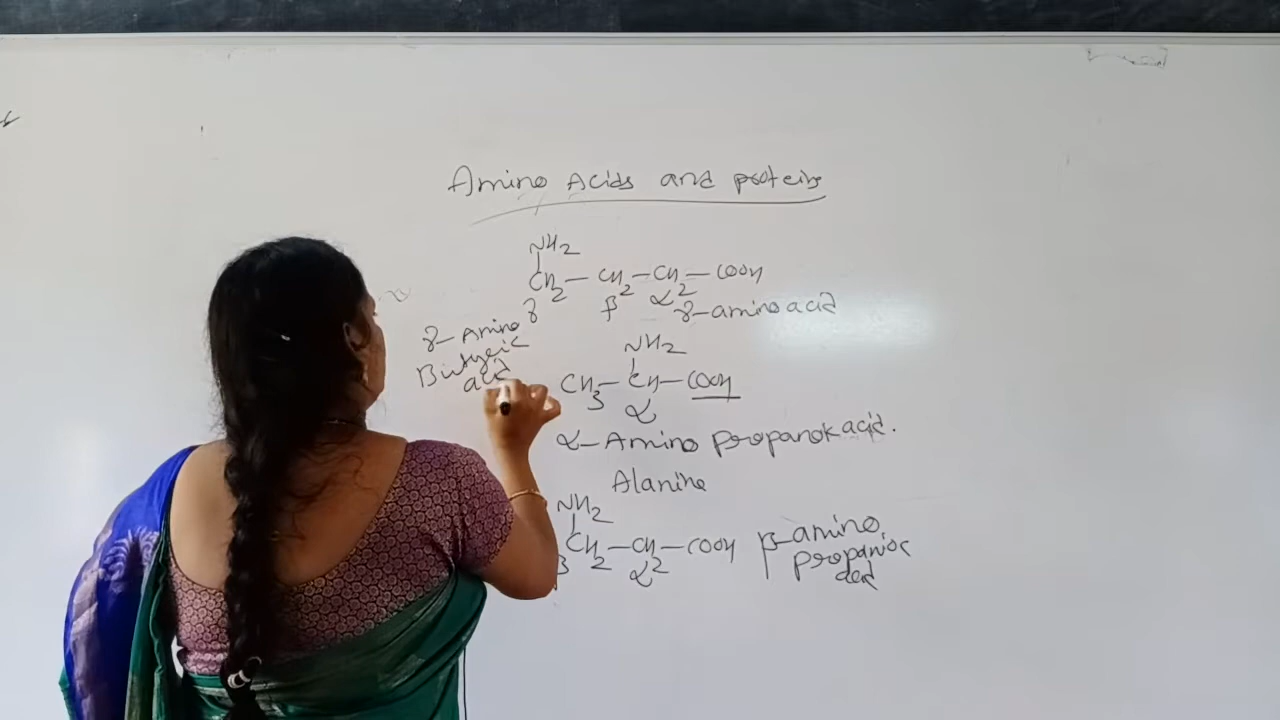 Amino Acids and proteins
NH2
CH2 — CH2 — CH2 — COOH
γ β α γ-amino acid
γ- Amino
Butyric
acid
NH2
CH3 — CH — COOH
α
α- Amino propanoic acid.
Alanine
NH2
CH2 — CH2 — COOH β-amino
β α propanoic
acid